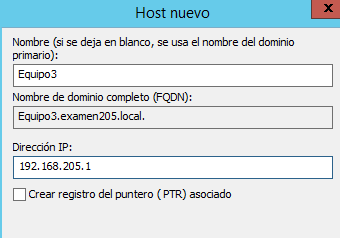 Host nuevo
x
Nombre (si se deja en blanco, se usa el nombre del dominio
primario):
Equipo3
Nombre de dominio completo (FQDN):
Equipo3.examen205.local.
Dirección IP:
192.168.205.1
Crear registro del puntero (PTR) asociado